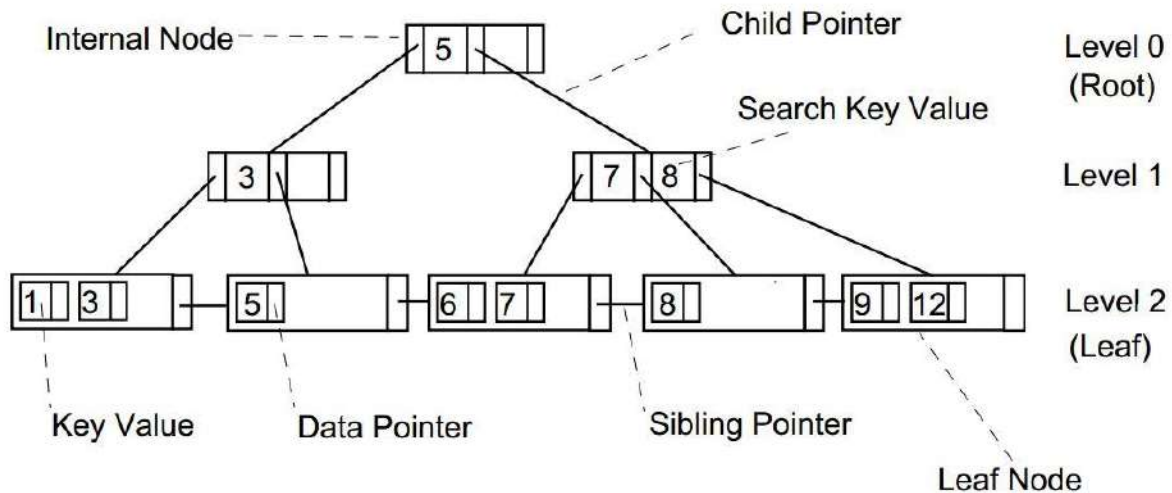 Internal Node
5
Child Pointer
Level 0
(Root)
Search Key Value
3
7 8
Level 1
1 3
5
6 7
8
9 12
Level 2
(Leaf)
Key Value
Data Pointer
Sibling Pointer
Leaf Node